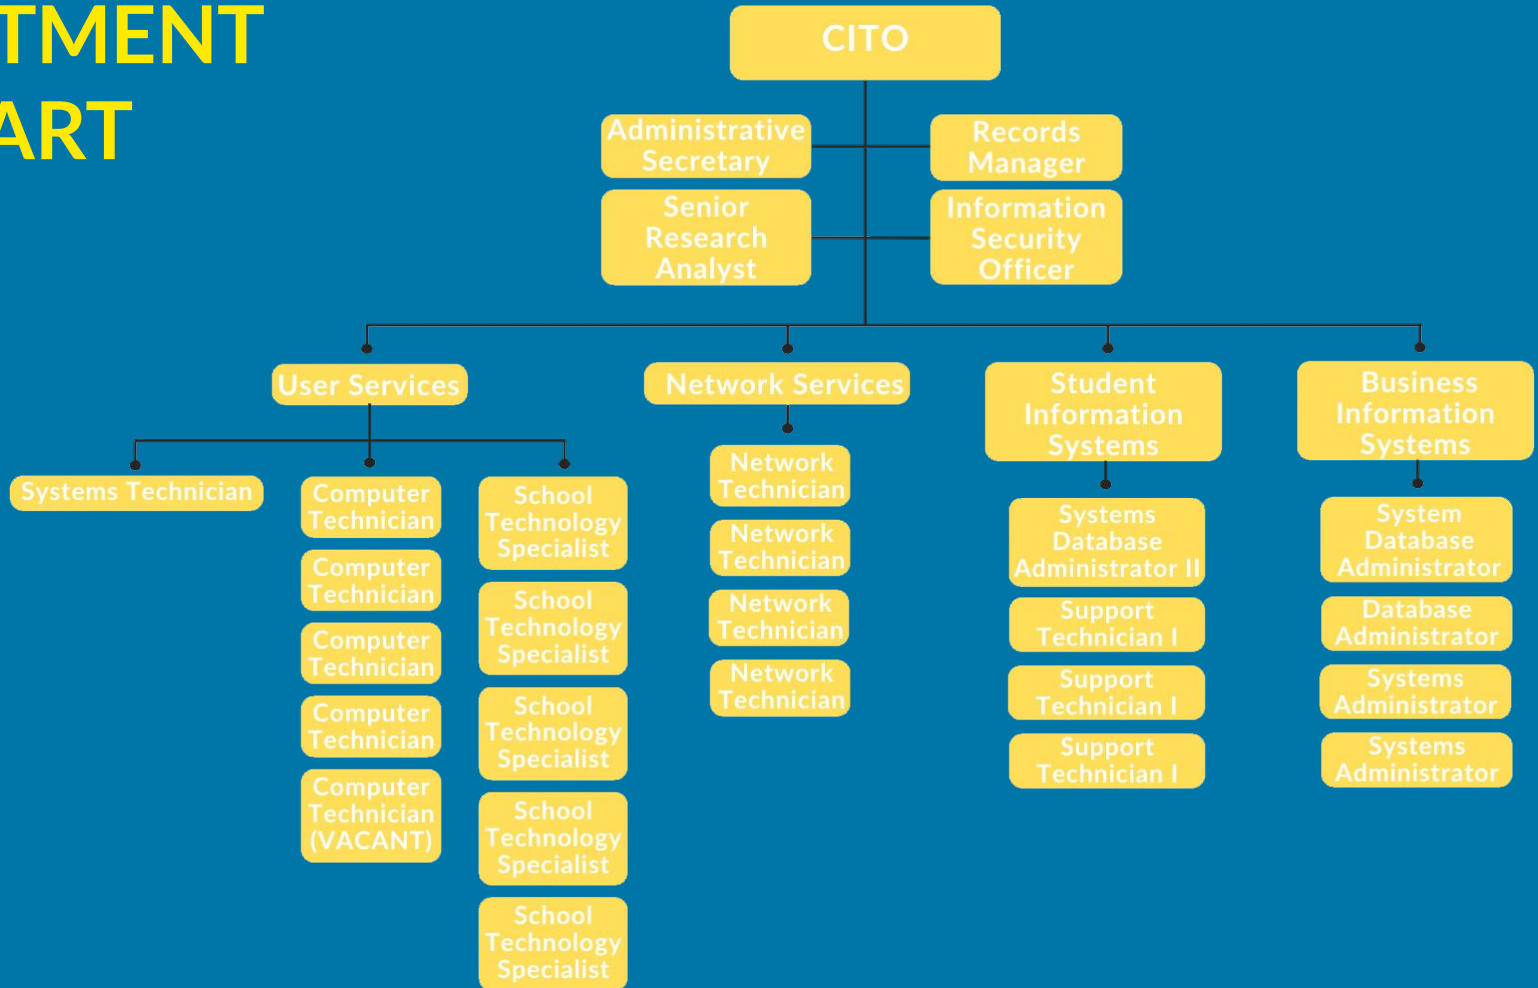 TMENT
ART
CITO
Administrative
Secretary
Records
Manager
Senior
Research
Analyst
Information
Security
Officer
User Services
Network Services
Student
Information
Systems
Business
Information
Systems
Systems Technician
Computer
Technician
Computer
Technician
Computer
Technician
Computer
Technician
Computer
Technician
(VACANT)
School
Technology
Specialist
School
Technology
Specialist
School
Technology
Specialist
School
Technology
Specialist
School
Technology
Specialist
Network
Technician
Network
Technician
Network
Technician
Network
Technician
Systems
Database
Administrator II
Support
Technician I
Support
Technician I
Support
Technician I
System
Database
Administrator
Database
Administrator
Systems
Administrator
Systems
Administrator